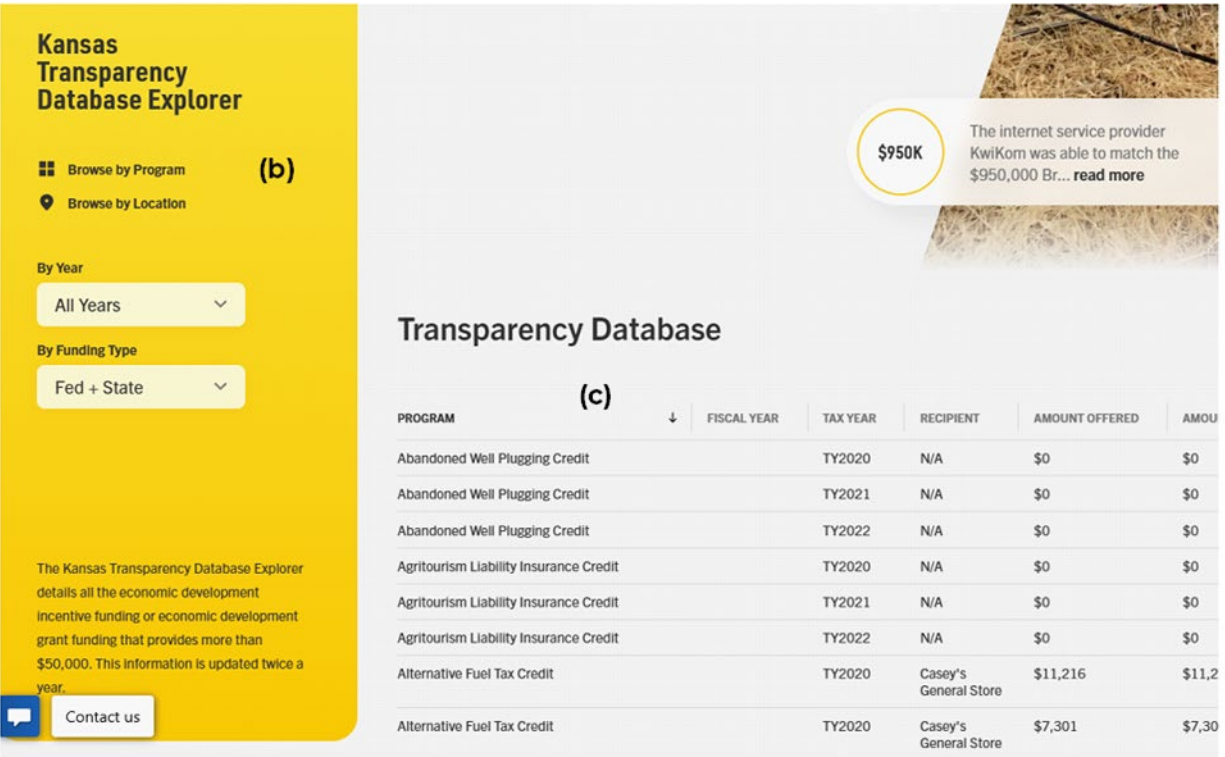 Kansas
Transparency
Database Explorer
Browse by Program
(b)
Browse by Location
By Year
All Years
By Funding Type
Fed + State
The Kansas Transparency Database Explorer
details all the economic development
incentive funding or economic development
grant funding that provides more than
$50,000. This information is updated twice a
year.
Contact us
$950K
The internet service provider
KwiKom was able to match the
$950,000 Br... read more
Transparency Database
(c)
PROGRAM FISCAL YEAR TAX YEAR RECIPIENT AMOUNT OFFERED AMOU
Abandoned Well Plugging Credit TY2020 N/A $0 $0
Abandoned Well Plugging Credit TY2021 N/A $0 $0
Abandoned Well Plugging Credit TY2022 N/A $0 $0
Agritourism Liability Insurance Credit TY2020 N/A $0 $0
Agritourism Liability Insurance Credit TY2021 N/A $0 $0
Agritourism Liability Insurance Credit TY2022 N/A $0 $0
Alternative Fuel Tax Credit TY2020 Casey's $11,216 $11,2
General Store
Alternative Fuel Tax Credit TY2020 Casey's $7,301 $7,30
General Store